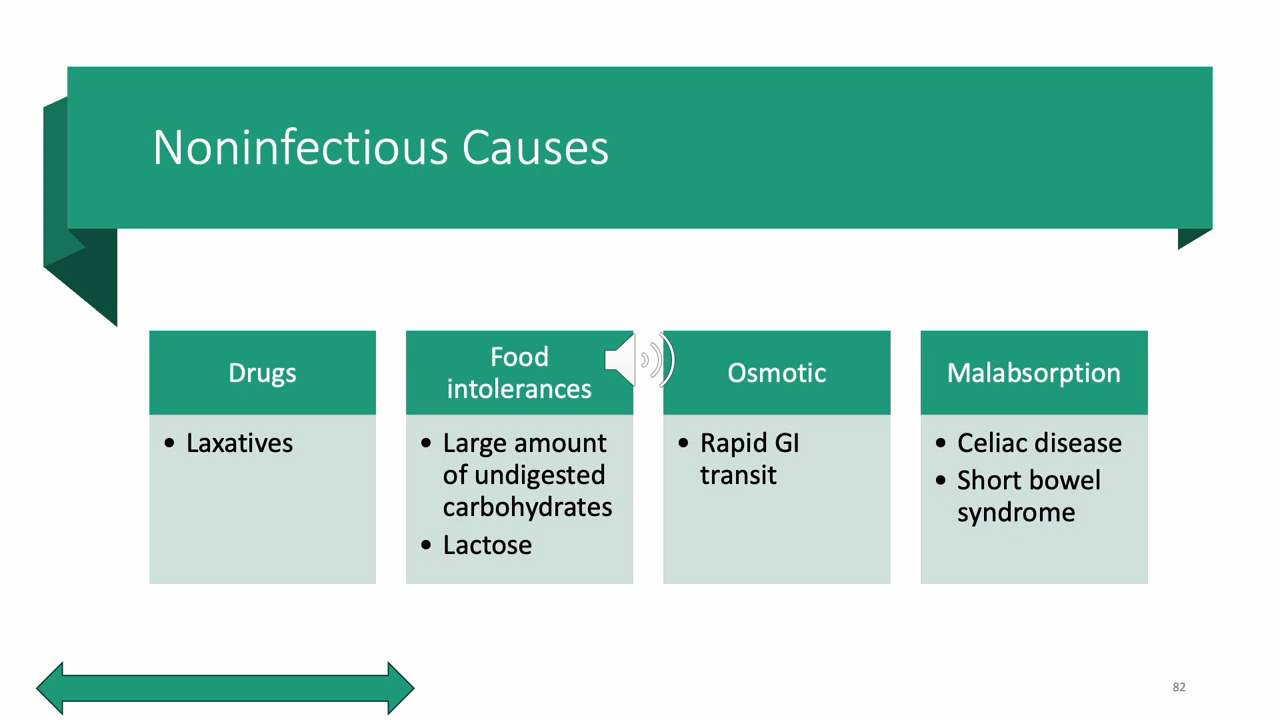 Noninfectious Causes
Drugs
• Laxatives
Food
intolerances
• Large amount
of undigested
carbohydrates
• Lactose
Osmotic
• Rapid GI
transit
Malabsorption
• Celiac disease
• Short bowel
syndrome
82